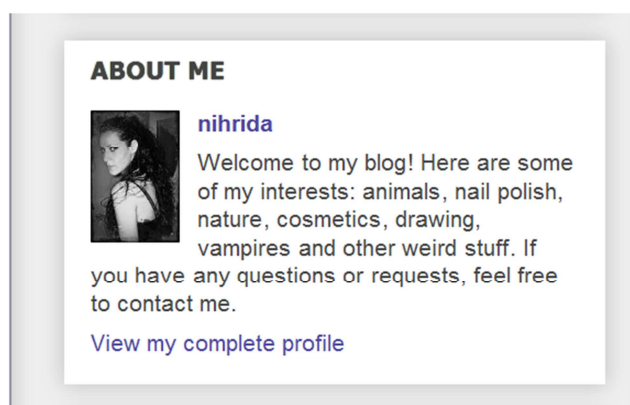 ABOUT ME
nihrida
Welcome to my blog! Here are some
of my interests: animals, nail polish,
nature, cosmetics, drawing,
vampires and other weird stuff. If
you have any questions or requests, feel free
to contact me.
View my complete profile